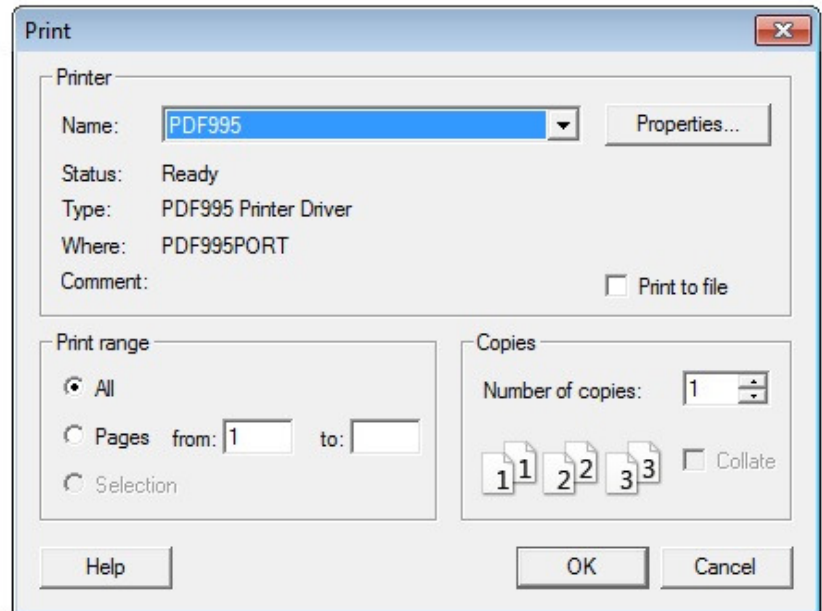 Print
Printer
Name: PDF995 Properties...
Status: Ready
Type: PDF995 Printer Driver
Where: PDF995PORT
Comment: Print to file
Print range
All
Pages from: 1 to:
Selection
Copies
Number of copies: 1
1 1 2 2 3 3 Collate
Help OK Cancel